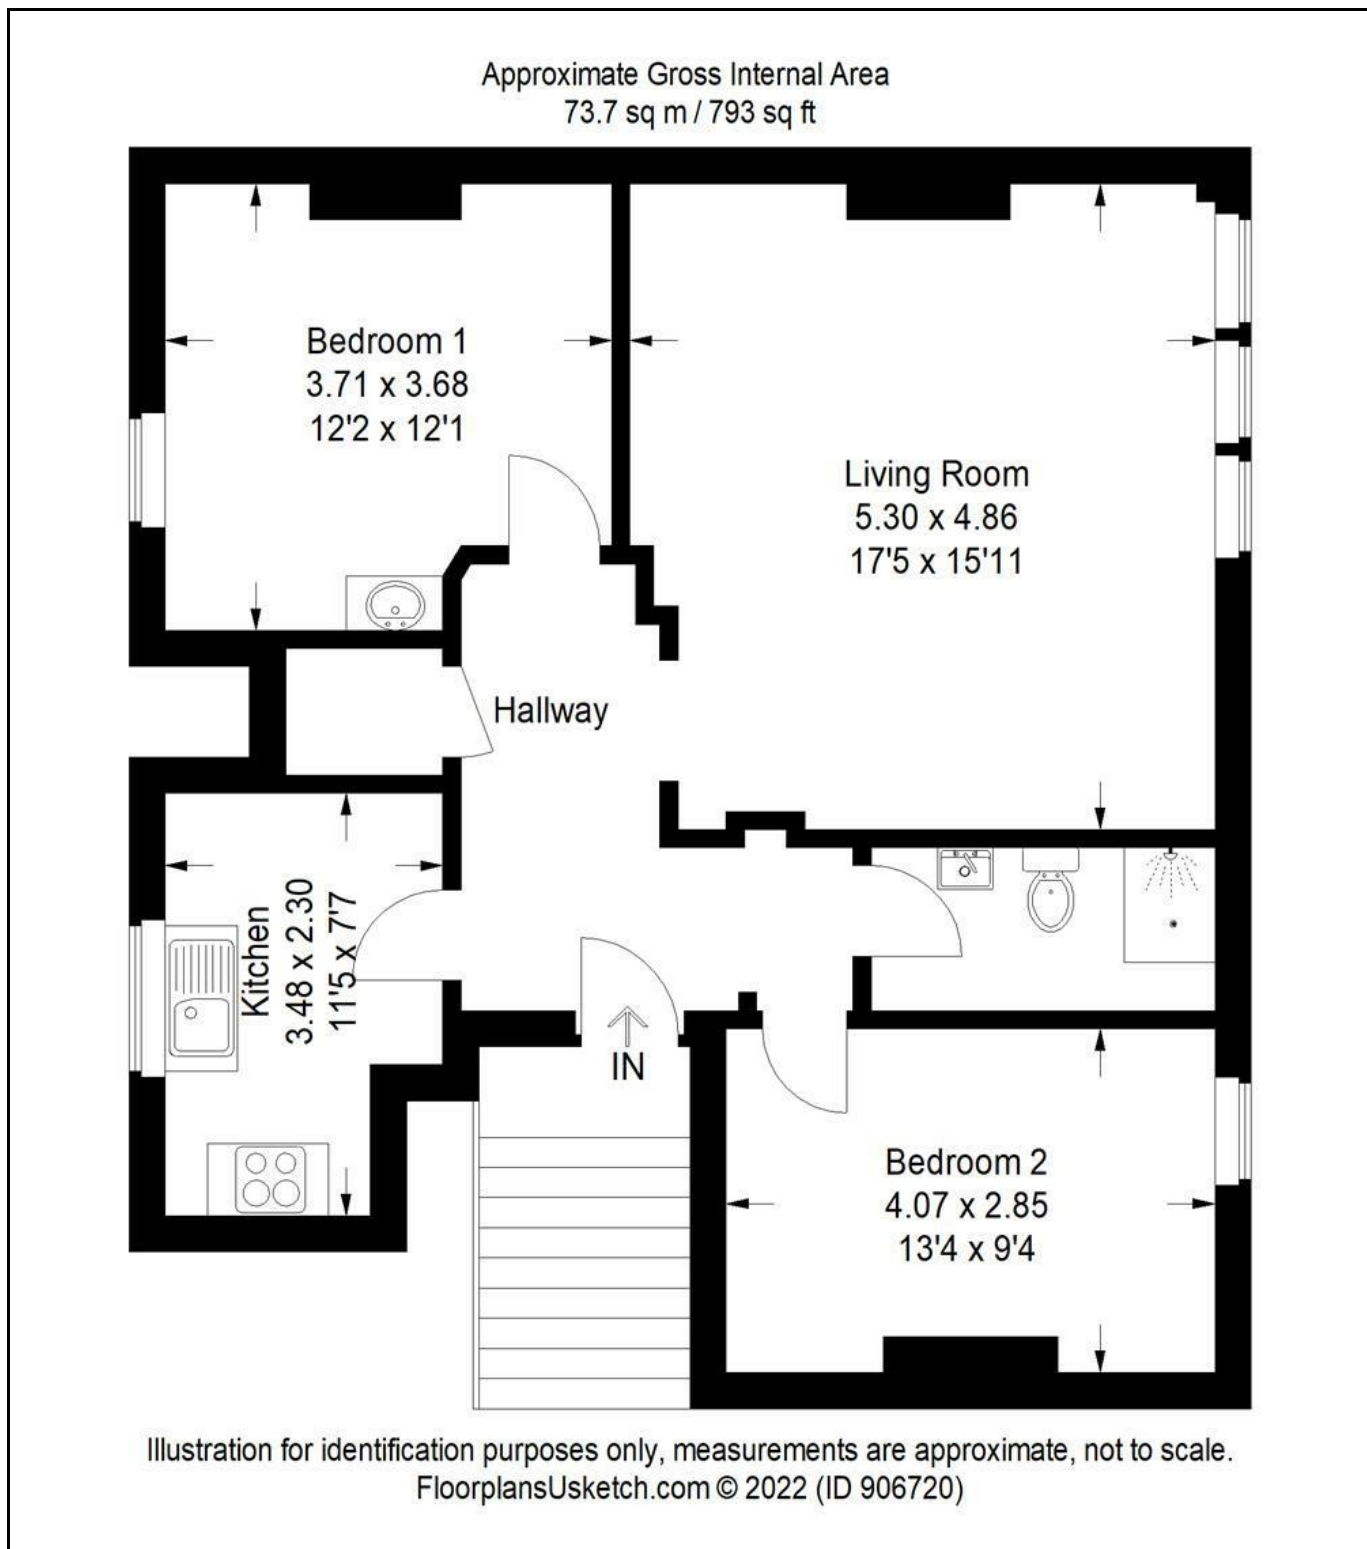 Approximate Gross Internal Area
73.7 sq m / 793 sq ft
Bedroom 1
3.71 x 3.68
12'2 x 12'1
Living Room
5.30 x 4.86
17'5 x 15'11
Hallway
Kitchen
3.48 x 2.30
11'5 x 7'7
IN
Bedroom 2
4.07 x 2.85
13'4 x 9'4
Illustration for identification purposes only, measurements are approximate, not to scale.
FloorplansUsketch.com © 2022 (ID 906720)